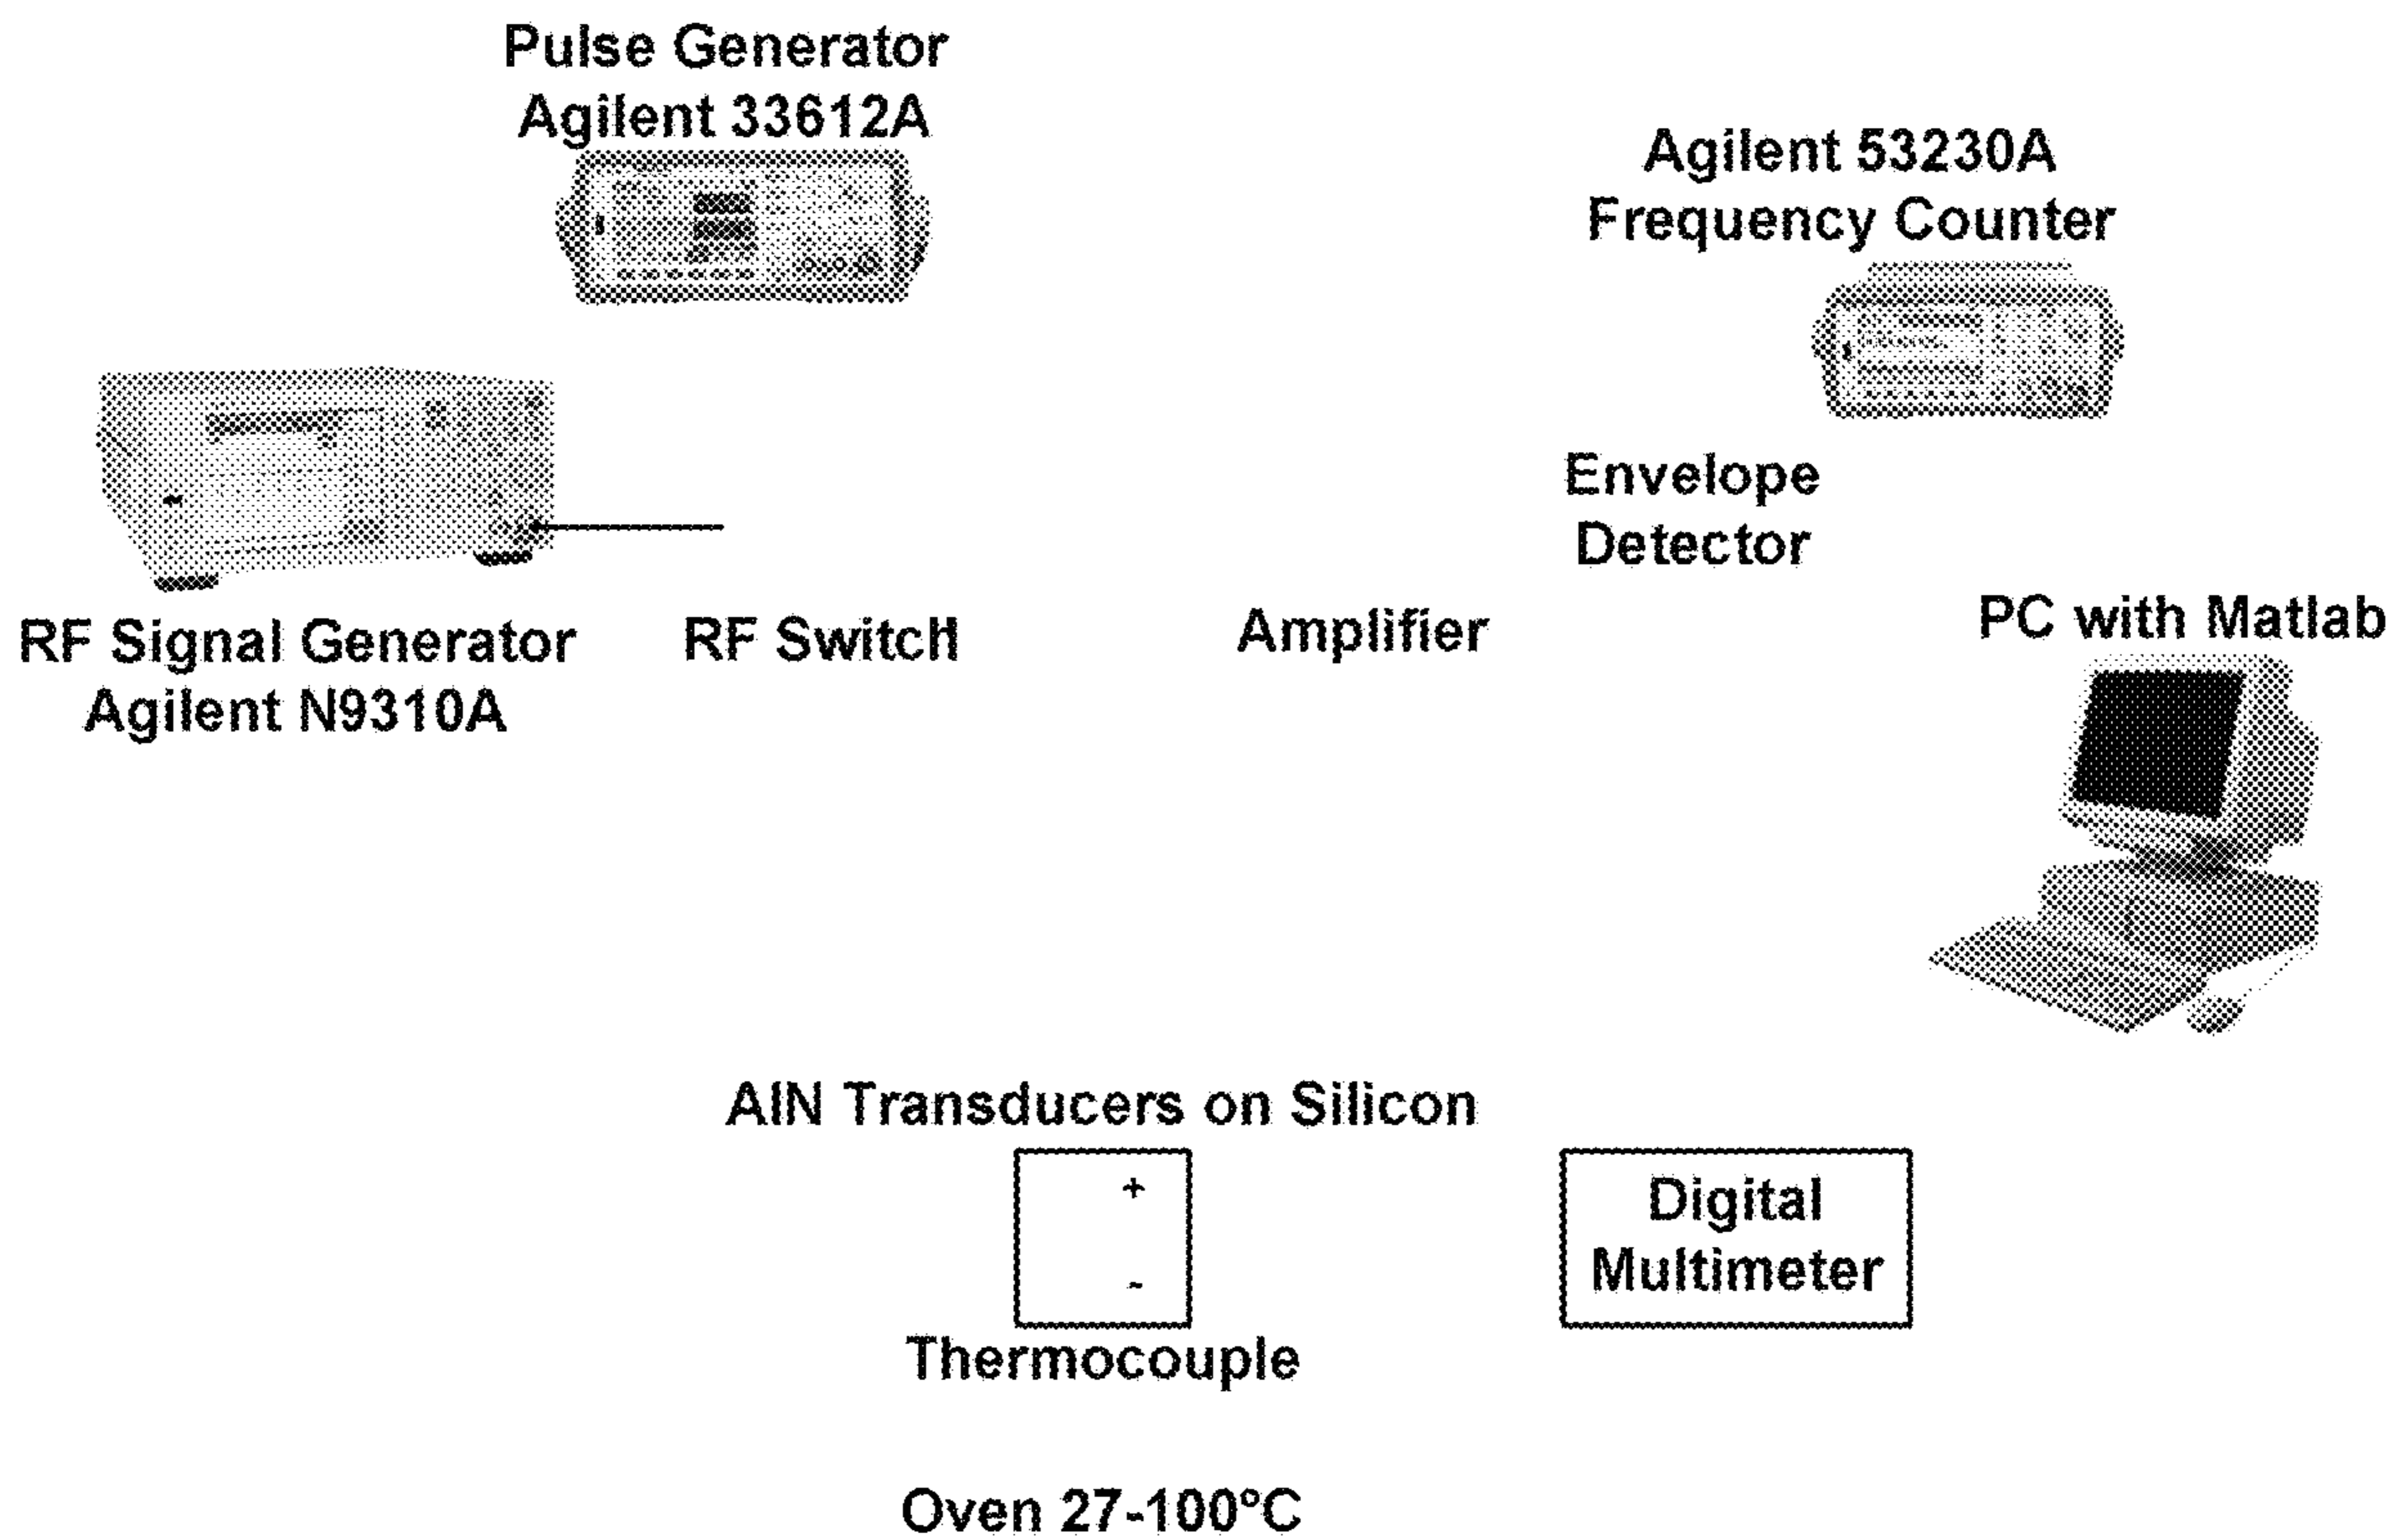 Pulse Generator
Agilent 33612A
Agilent 53230A
Frequency Counter
Envelope
Detector
RF Signal Generator
Agilent N9310A
RF SwitcH
Amplifier
PC with Matlab
AlN Transducers on Silicon
+
-
Digital
Multimeter
Thermocouple
Oven 27-100°C